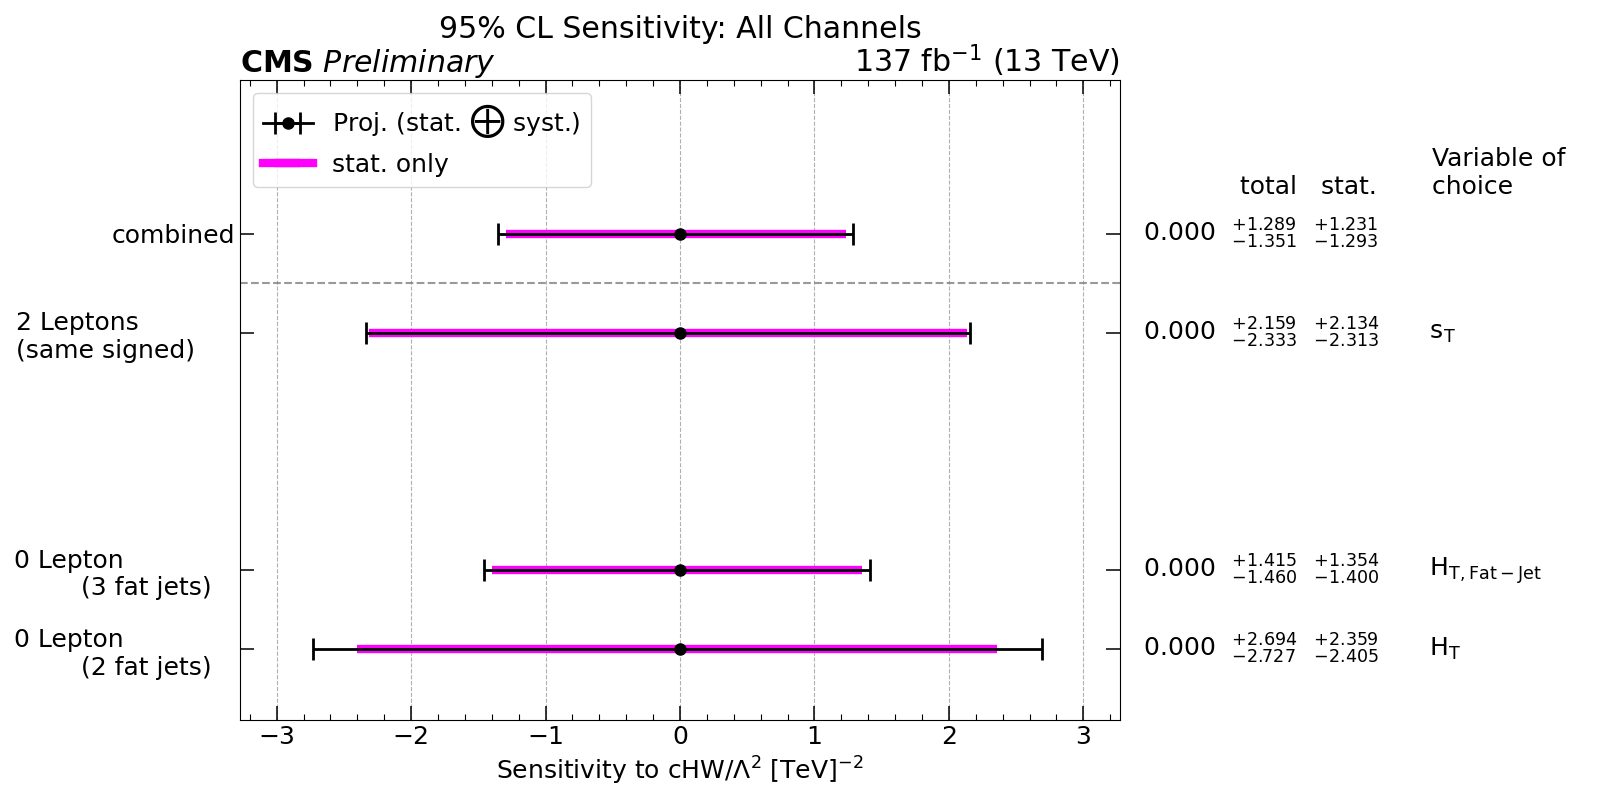 95% CL Sensitivity: All Channels
CMS Preliminary 137 fb⁻¹ (13 TeV)
Proj. (stat. ⊕ syst.)
stat. only
Variable of
choice
total stat.
combined 0.000 +1.289 −1.351 +1.231 −1.293
2 Leptons
(same signed) 0.000 +2.159 −2.333 +2.134 −2.313 s_T
0 Lepton
(3 fat jets) 0.000 +1.415 −1.460 +1.354 −1.400 H_T, Fat−Jet
0 Lepton
(2 fat jets) 0.000 +2.694 −2.727 +2.359 −2.405 H_T
−3 −2 −1 0 1 2 3
Sensitivity to cHW/Λ² [TeV]⁻²